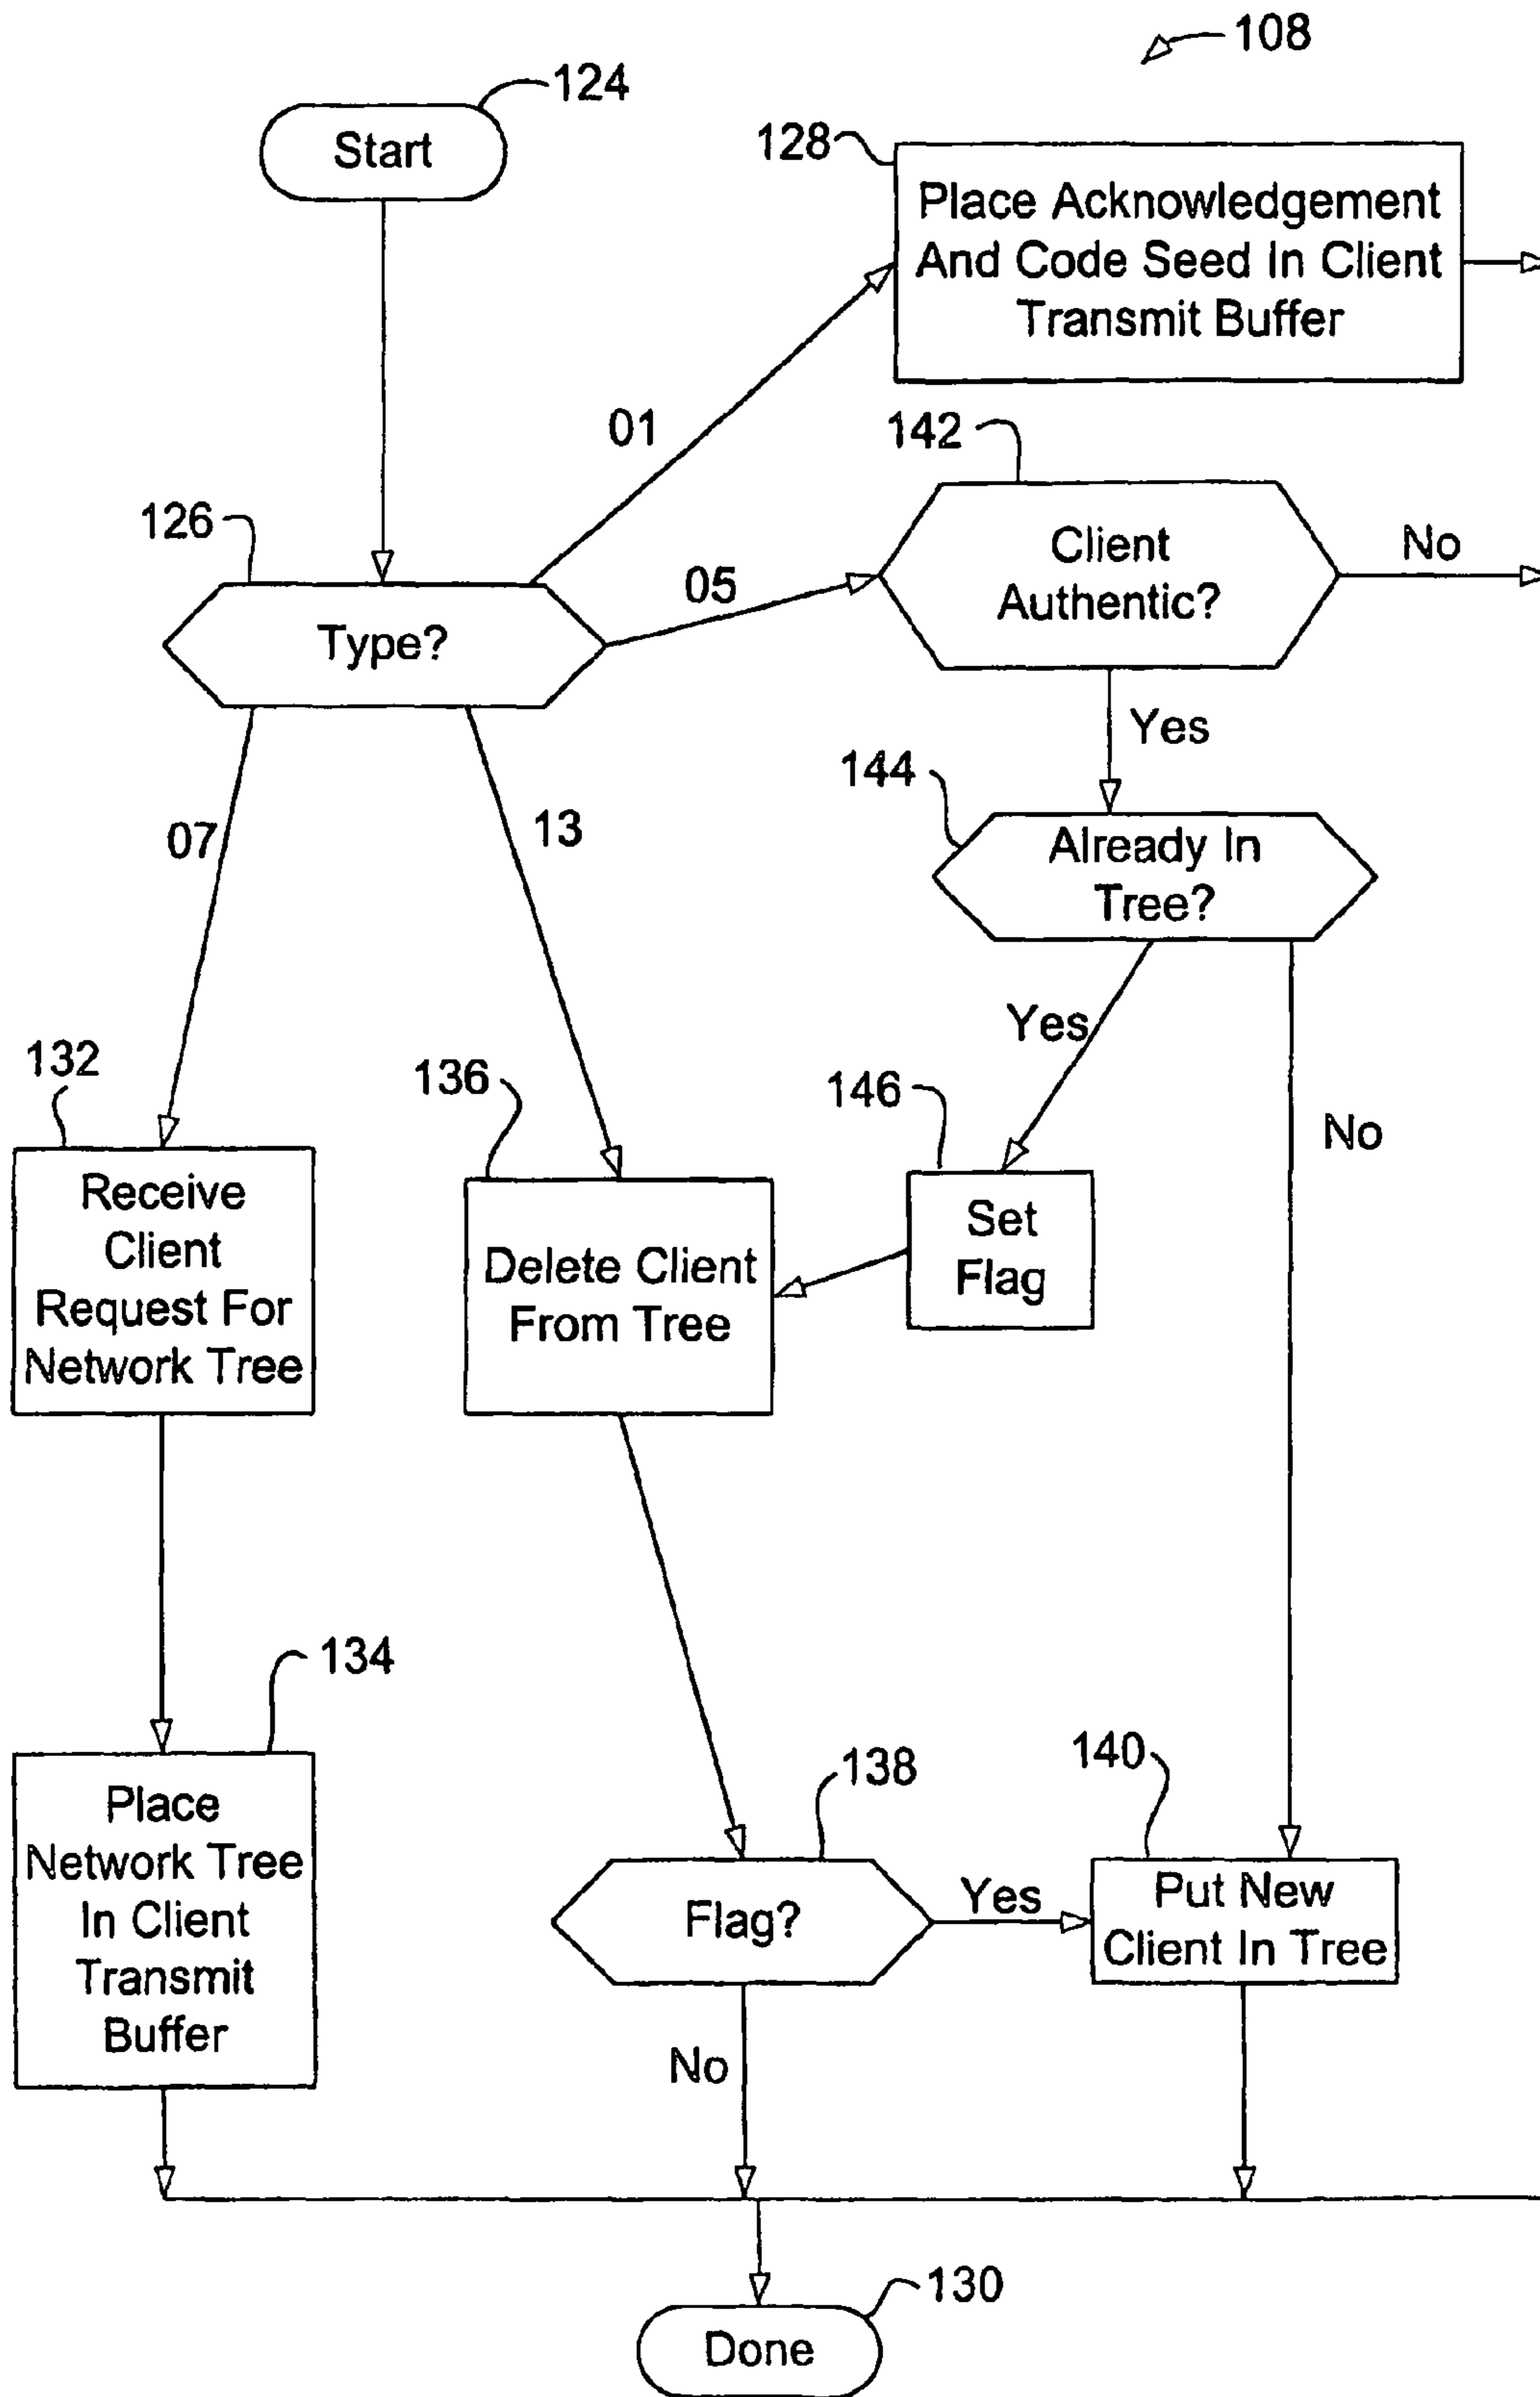 108
124
Start
128
Place Acknowledgement
And Code Seed In Client
Transmit Buffer
01
142
126
Client
Authentic?
No
05
Type?
Yes
144
07
13
Already In
Tree?
Yes
132
136
146
No
Receive
Client
Request For
Network Tree
Delete Client
From Tree
Set
Flag
134
138
140
Place
Network Tree
In Client
Transmit
Buffer
Flag?
Yes
Put New
Client In Tree
No
130
Done